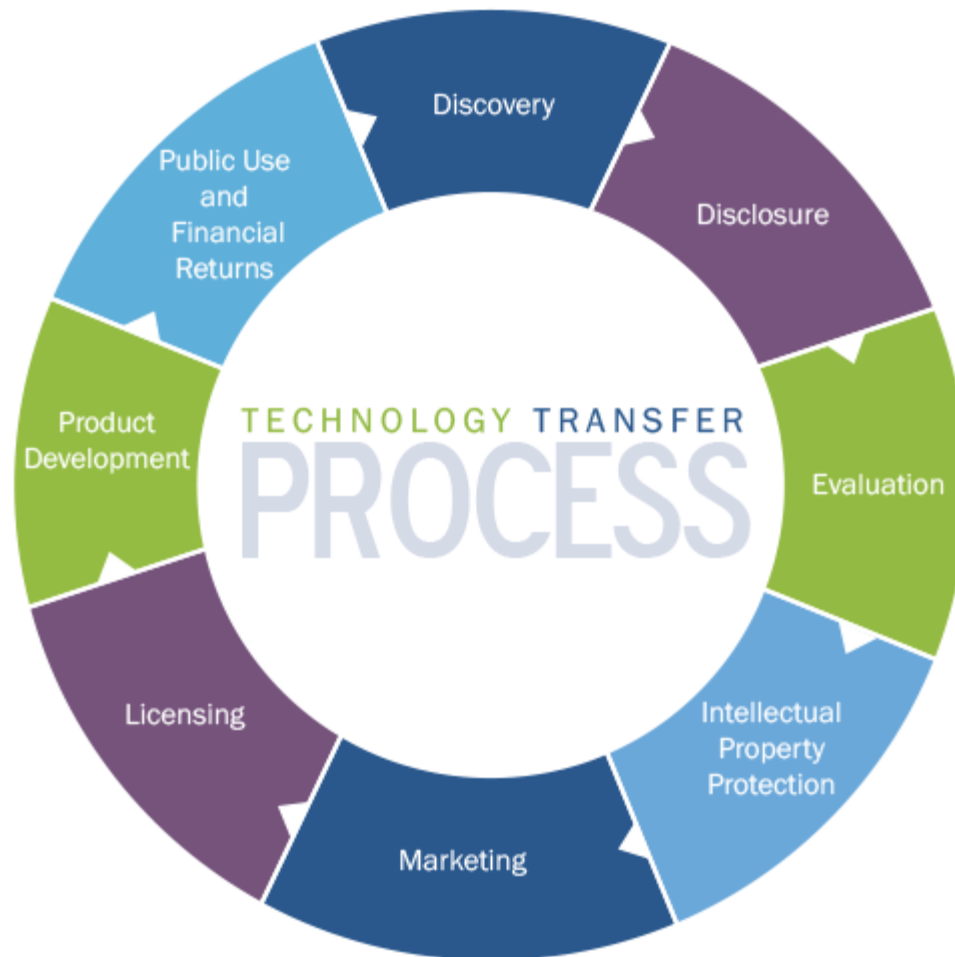 Discovery
Disclosure
Evaluation
Intellectual
Property
Protection
Marketing
Licensing
Product
Development
Public Use
and
Financial
Returns
TECHNOLOGY TRANSFER
PROCESS